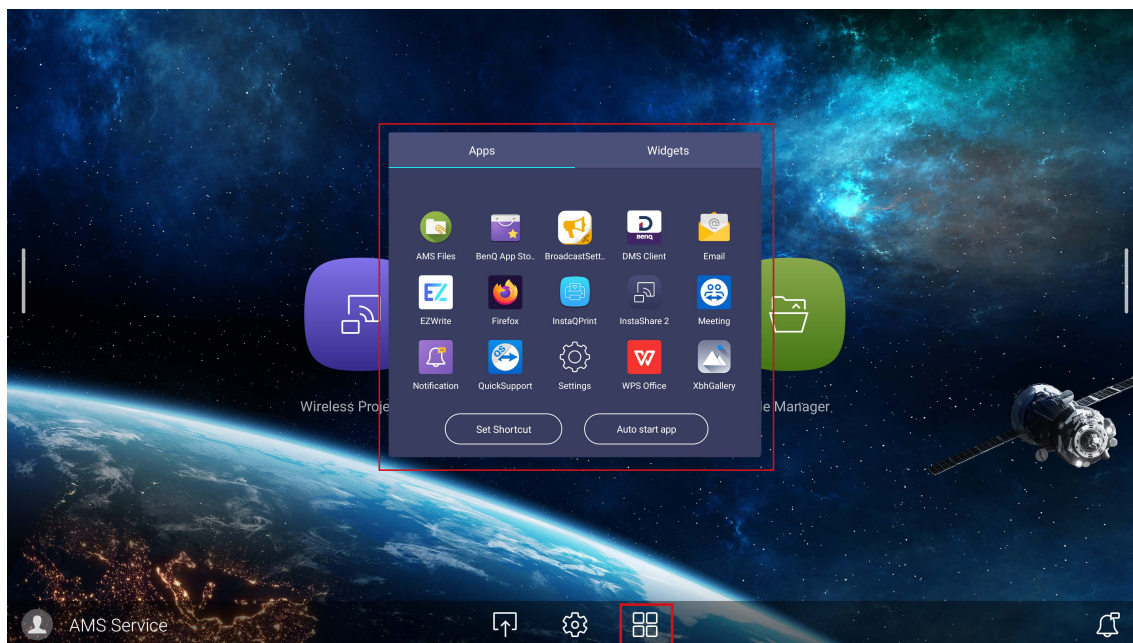 Apps Widgets
AMS Files BenQ App Sto.. BroadcastSett.. DMS Client Email
EZWrite Firefox InstaQPrint InstaShare 2 Meeting
Notification QuickSupport Settings WPS Office XbhGallery
Wireless Proje le Manager
Set Shortcut Auto start app
AMS Service